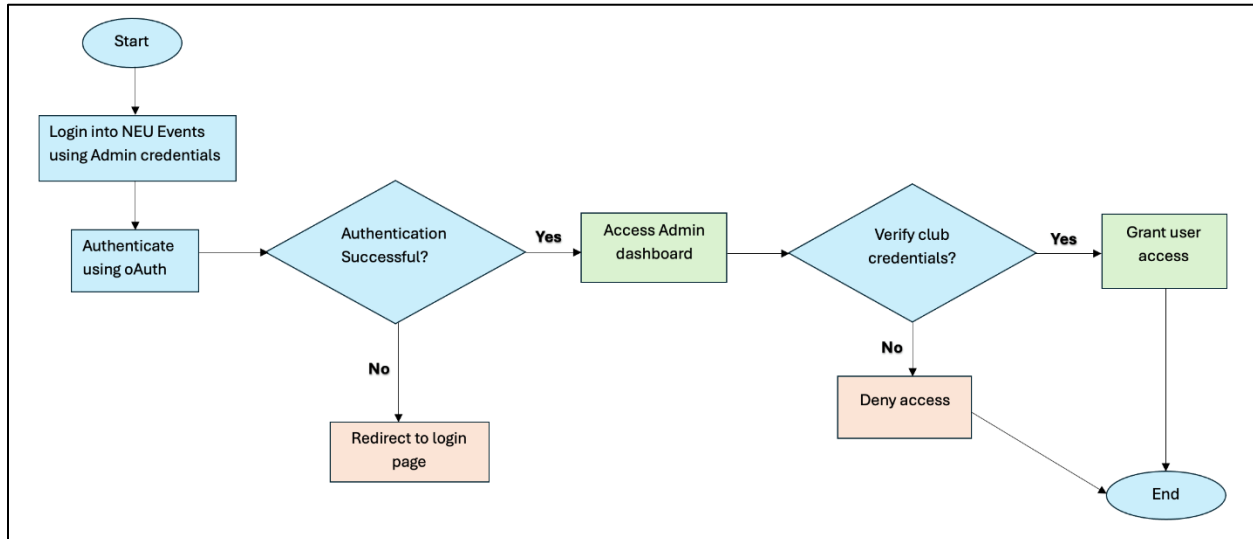 Start
Login into NEU Events
using Admin credentials
Authenticate
using oAuth
Authentication
Successful?
Yes
Access Admin
dashboard
Verify club
credentials?
Yes
Grant user
access
No
Redirect to login
page
No
Deny access
End